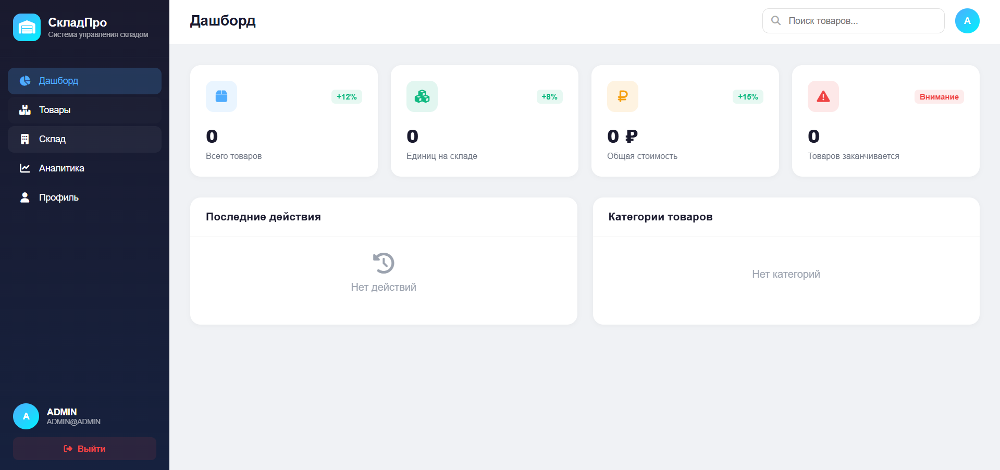 СкладПро
Система управления складом
Дашборд
Товары
Склад
Аналитика
Профиль
A
ADMIN
ADMIN@ADMIN
Выйти
Дашборд
Поиск товаров...
A
+12%
0
Всего товаров
+8%
0
Единиц на складе
+15%
0 ₽
Общая стоимость
Внимание
0
Товаров заканчивается
Последние действия
Нет действий
Категории товаров
Нет категорий